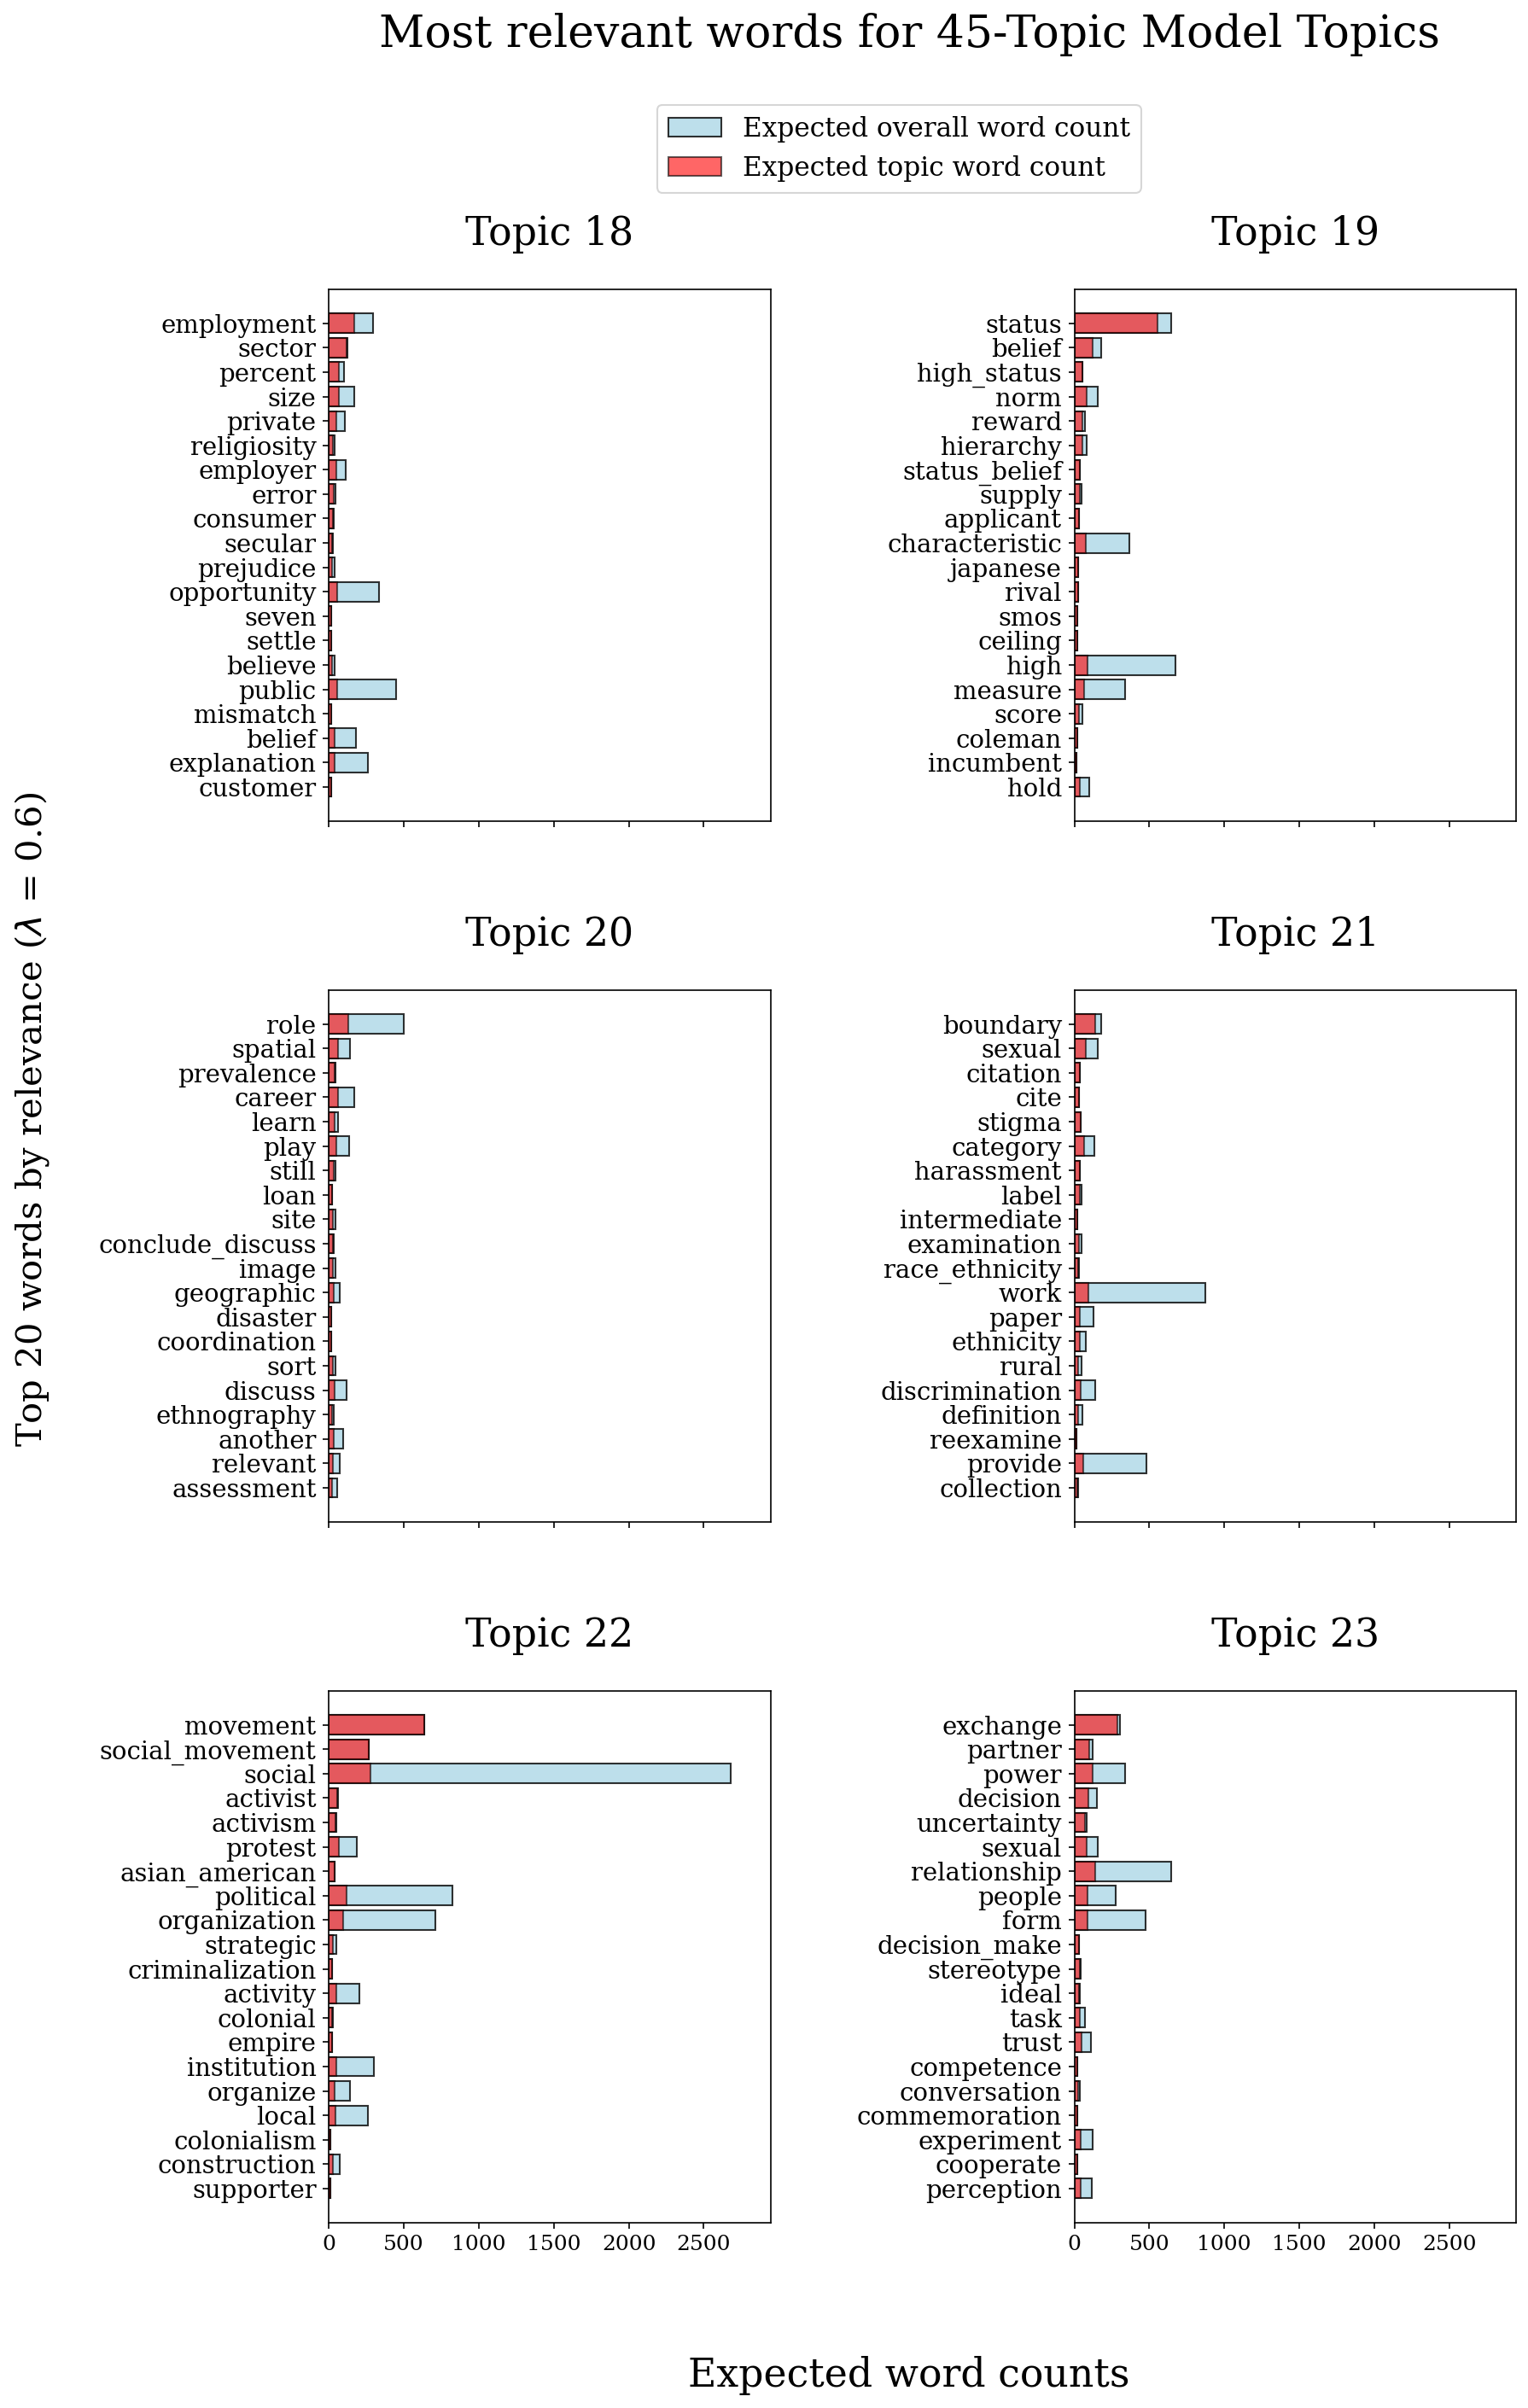 Most relevant words for 45-Topic Model Topics
Expected overall word count
Expected topic word count
Top 20 words by relevance (λ = 0.6)
Topic 18
employment
sector
percent
size
private
religiosity
employer
error
consumer
secular
prejudice
opportunity
seven
settle
believe
public
mismatch
belief
explanation
customer
Topic 19
status
belief
high_status
norm
reward
hierarchy
status_belief
supply
applicant
characteristic
japanese
rival
smos
ceiling
high
measure
score
coleman
incumbent
hold
Topic 20
role
spatial
prevalence
career
learn
play
still
loan
site
conclude_discuss
image
geographic
disaster
coordination
sort
discuss
ethnography
another
relevant
assessment
Topic 21
boundary
sexual
citation
cite
stigma
category
harassment
label
intermediate
examination
race_ethnicity
work
paper
ethnicity
rural
discrimination
definition
reexamine
provide
collection
Topic 22
movement
social_movement
social
activist
activism
protest
asian_american
political
organization
strategic
criminalization
activity
colonial
empire
institution
organize
local
colonialism
construction
supporter
0 500 1000 1500 2000 2500
Topic 23
exchange
partner
power
decision
uncertainty
sexual
relationship
people
form
decision_make
stereotype
ideal
task
trust
competence
conversation
commemoration
experiment
cooperate
perception
0 500 1000 1500 2000 2500
Expected word counts